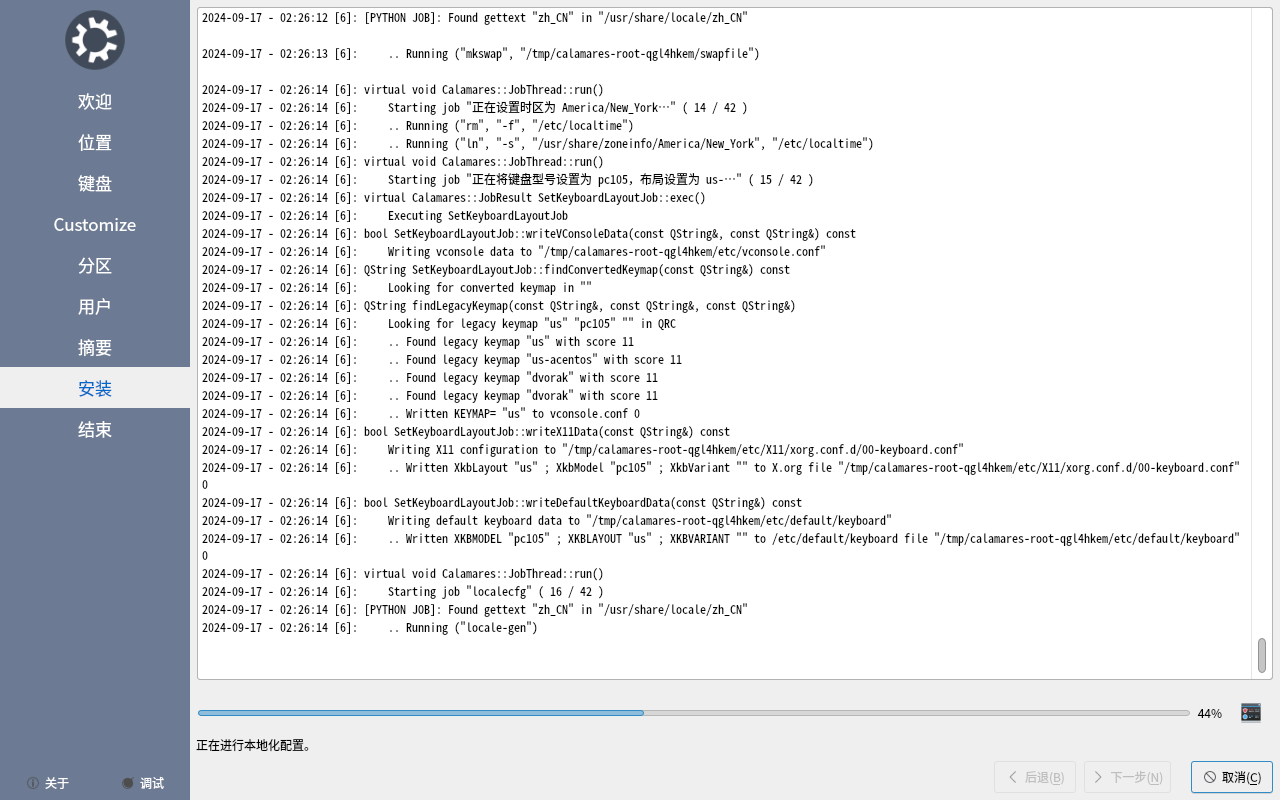 欢迎
位置
键盘
Customize
分区
用户
摘要
安装
结束
关于
调试
2024-09-17 - 02:26:12 [6]: [PYTHON JOB]: Found gettext "zh_CN" in "/usr/share/locale/zh_CN"
2024-09-17 - 02:26:13 [6]:     .. Running ("mkswap", "/tmp/calamares-root-qgl4hkem/swapfile")
2024-09-17 - 02:26:14 [6]: virtual void Calamares::JobThread::run()
2024-09-17 - 02:26:14 [6]:     Starting job "正在设置时区为 America/New_York…" ( 14 / 42 )
2024-09-17 - 02:26:14 [6]:     .. Running ("rm", "-f", "/etc/localtime")
2024-09-17 - 02:26:14 [6]:     .. Running ("ln", "-s", "/usr/share/zoneinfo/America/New_York", "/etc/localtime")
2024-09-17 - 02:26:14 [6]: virtual void Calamares::JobThread::run()
2024-09-17 - 02:26:14 [6]:     Starting job "正在将键盘型号设置为 pc105，布局设置为 us-…" ( 15 / 42 )
2024-09-17 - 02:26:14 [6]: virtual Calamares::JobResult SetKeyboardLayoutJob::exec()
2024-09-17 - 02:26:14 [6]:     Executing SetKeyboardLayoutJob
2024-09-17 - 02:26:14 [6]: bool SetKeyboardLayoutJob::writeVConsoleData(const QString&, const QString&) const
2024-09-17 - 02:26:14 [6]:     Writing vconsole data to "/tmp/calamares-root-qgl4hkem/etc/vconsole.conf"
2024-09-17 - 02:26:14 [6]: QString SetKeyboardLayoutJob::findConvertedKeymap(const QString&) const
2024-09-17 - 02:26:14 [6]:     Looking for converted keymap in ""
2024-09-17 - 02:26:14 [6]: QString findLegacyKeymap(const QString&, const QString&, const QString&)
2024-09-17 - 02:26:14 [6]:     Looking for legacy keymap "us" "pc105" "" in QRC
2024-09-17 - 02:26:14 [6]:     .. Found legacy keymap "us" with score 11
2024-09-17 - 02:26:14 [6]:     .. Found legacy keymap "us-acentos" with score 11
2024-09-17 - 02:26:14 [6]:     .. Found legacy keymap "dvorak" with score 11
2024-09-17 - 02:26:14 [6]:     .. Found legacy keymap "dvorak" with score 11
2024-09-17 - 02:26:14 [6]:     .. Written KEYMAP= "us" to vconsole.conf 0
2024-09-17 - 02:26:14 [6]: bool SetKeyboardLayoutJob::writeX11Data(const QString&) const
2024-09-17 - 02:26:14 [6]:     Writing X11 configuration to "/tmp/calamares-root-qgl4hkem/etc/X11/xorg.conf.d/00-keyboard.conf"
2024-09-17 - 02:26:14 [6]:     .. Written XkbLayout "us" ; XkbModel "pc105" ; XkbVariant "" to X.org file "/tmp/calamares-root-qgl4hkem/etc/X11/xorg.conf.d/00-keyboard.conf"
0
2024-09-17 - 02:26:14 [6]: bool SetKeyboardLayoutJob::writeDefaultKeyboardData(const QString&) const
2024-09-17 - 02:26:14 [6]:     Writing default keyboard data to "/tmp/calamares-root-qgl4hkem/etc/default/keyboard"
2024-09-17 - 02:26:14 [6]:     .. Written XKBMODEL "pc105" ; XKBLAYOUT "us" ; XKBVARIANT "" to /etc/default/keyboard file "/tmp/calamares-root-qgl4hkem/etc/default/keyboard"
0
2024-09-17 - 02:26:14 [6]: virtual void Calamares::JobThread::run()
2024-09-17 - 02:26:14 [6]:     Starting job "localecfg" ( 16 / 42 )
2024-09-17 - 02:26:14 [6]: [PYTHON JOB]: Found gettext "zh_CN" in "/usr/share/locale/zh_CN"
2024-09-17 - 02:26:14 [6]:     .. Running ("locale-gen")
44%
正在进行本地化配置。
后退(B)
下一步(N)
取消(C)